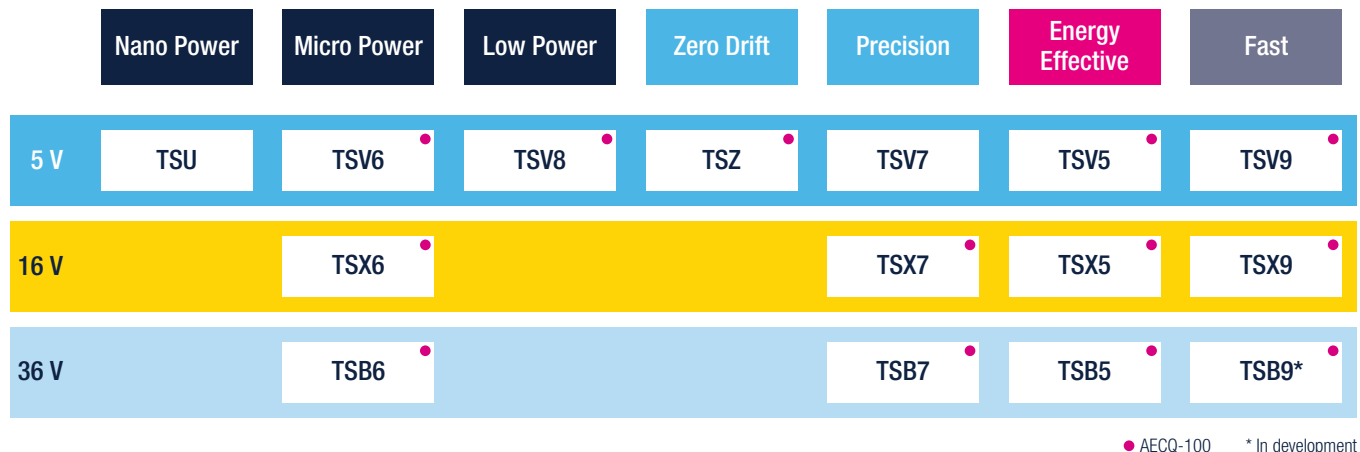 Nano Power
Micro Power
Low Power
Zero Drift
Precision
Energy
Effective
Fast
5 V
TSU
TSV6
TSV8
TSZ
TSV7
TSV5
TSV9
16 V
TSX6
TSX7
TSX5
TSX9
36 V
TSB6
TSB7
TSB5
TSB9*
AECQ-100
* In development